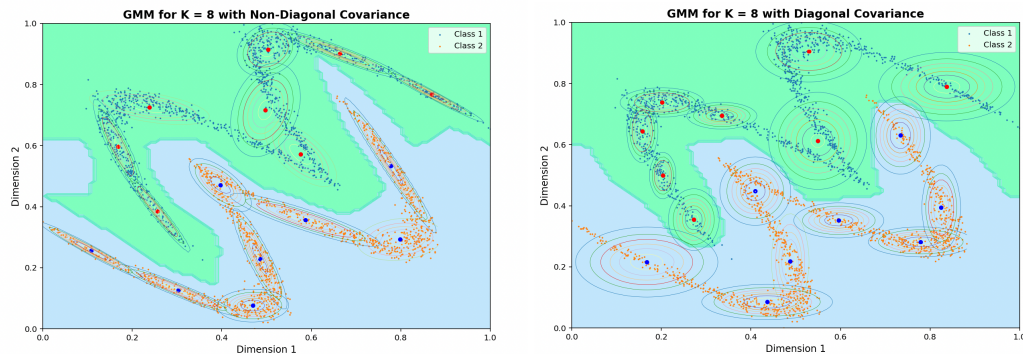 GMM for K = 8 with Non-Diagonal Covariance
1.0
0.8
0.6
0.4
0.2
0.0
Dimension 2
Class 1
Class 2
0.0 0.2 0.4 0.6 0.8 1.0
Dimension 1
GMM for K = 8 with Diagonal Covariance
1.0
0.8
0.6
0.4
0.2
0.0
Dimension 2
Class 1
Class 2
0.0 0.2 0.4 0.6 0.8 1.0
Dimension 1